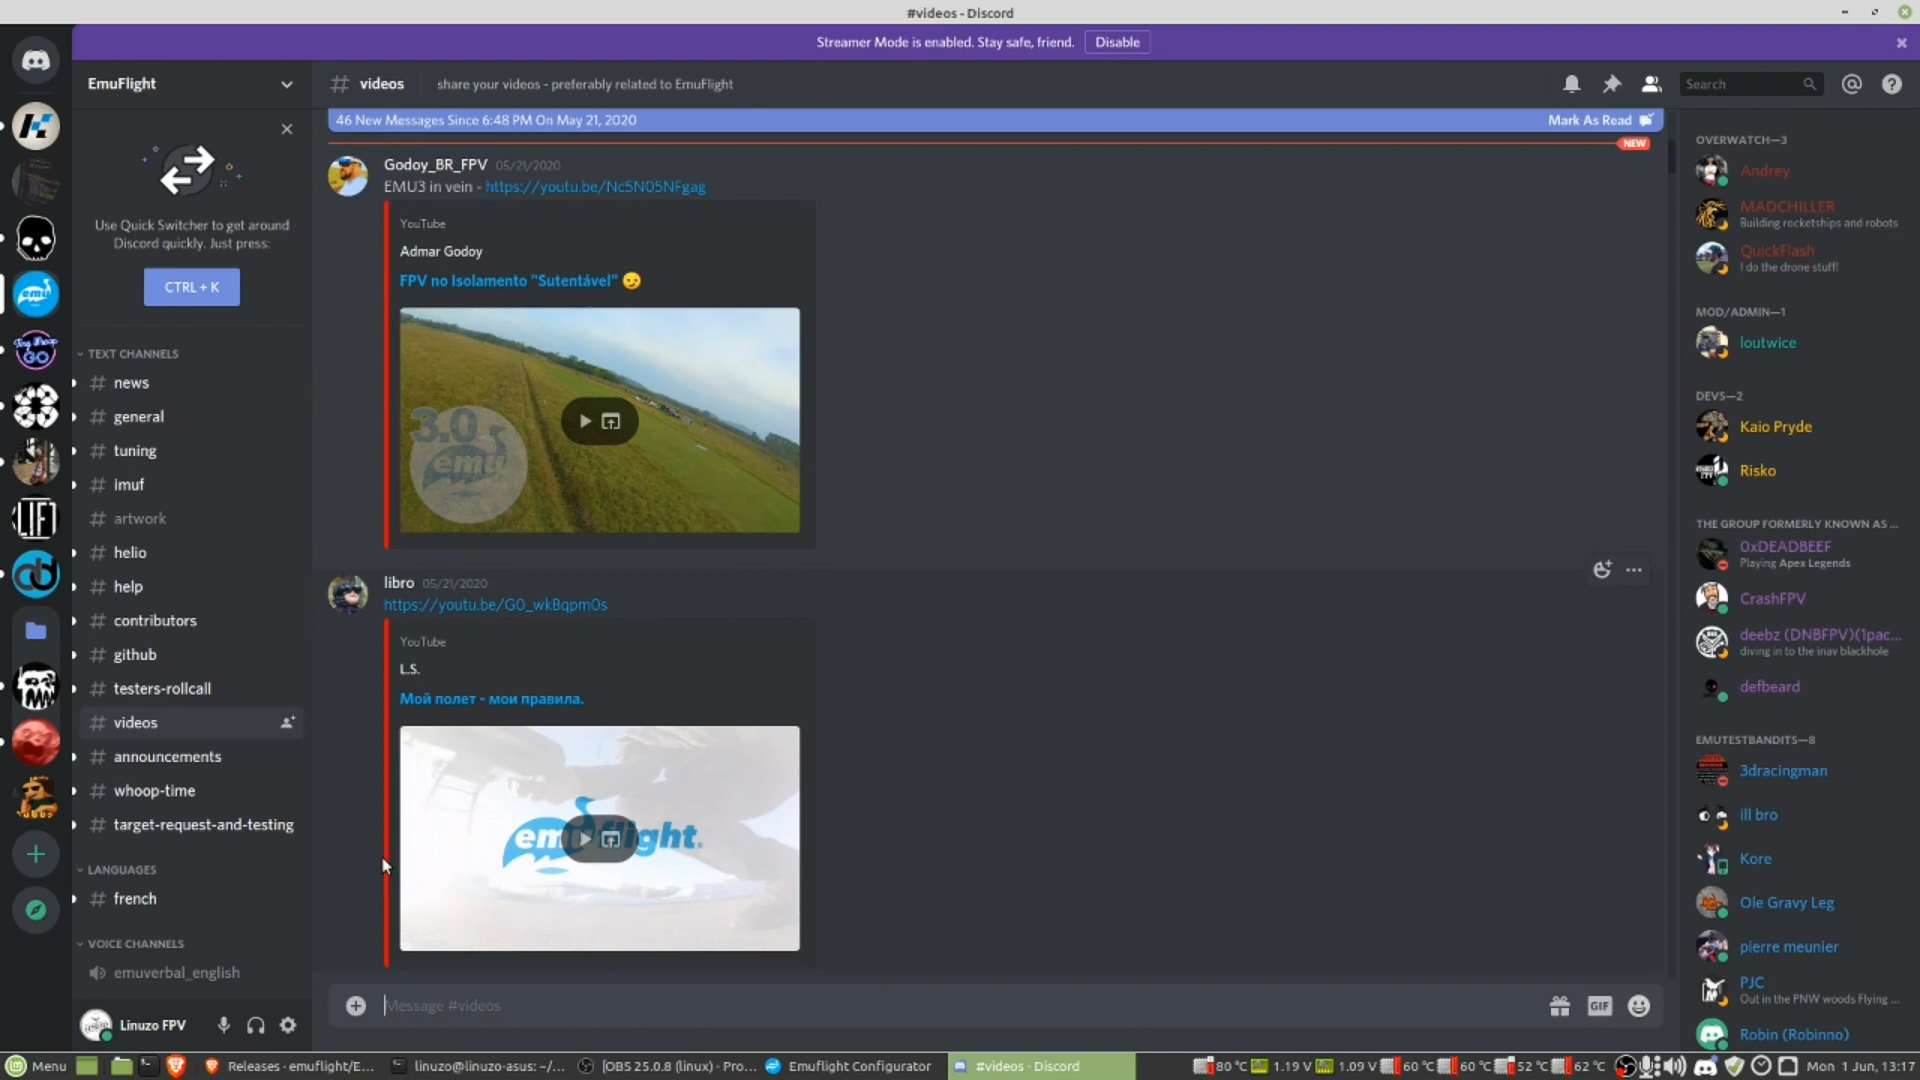 #videos - Discord
Streamer Mode is enabled. Stay safe, friend. Disable
EmuFlight
videos
share your videos - preferably related to EmuFlight
Search
46 New Messages Since 6:48 PM On May 21, 2020
Mark As Read
NEW
Use Quick Switcher to get around
Discord quickly. Just press:
CTRL + K
TEXT CHANNELS
# news
# general
# tuning
# imuf
# artwork
# helio
# help
# contributors
# github
# testers-rollcall
# videos
# announcements
# whoop-time
# target-request-and-testing
LANGUAGES
# french
VOICE CHANNELS
emuverbal_english
Linuzo FPV
Godoy_BR_FPV 05/21/2020
EMU3 in vein - https://youtu.be/Nc5N05NFgag
YouTube
Admar Godoy
FPV no Isolamento "Sutentável" 😏
3.0
emu
libro 05/21/2020
https://youtu.be/G0_wkBqpm0s
YouTube
L.S.
Мой полет - мои правила.
Message #videos
GIF
OVERWATCH—3
Andrey
MADCHILLER
Building rocketships and robots
QuickFlash
I do the drone stuff!
MOD/ADMIN—1
loutwice
DEVS—2
Kaio Pryde
Risko
THE GROUP FORMERLY KNOWN AS ...
0xDEADBEEF
Playing Apex Legends
CrashFPV
deebz (DNBFPV)(1pac...
diving in to the inav blackhole
defbeard
EMUTESTBANDITS—8
3dracingman
ill bro
Kore
Ole Gravy Leg
pierre meunier
PJC
Out in the PNW woods Flying ...
Robin (Robinno)
Menu
Releases - emuflight/E...
linuzo@linuzo-asus: ~/...
[OBS 25.0.8 (linux) - Pro...
Emuflight Configurator
#videos - Discord
80 °C 1.19 V 1.09 V 60 °C 60 °C 52 °C 62 °C
Mon 1 Jun, 13:17